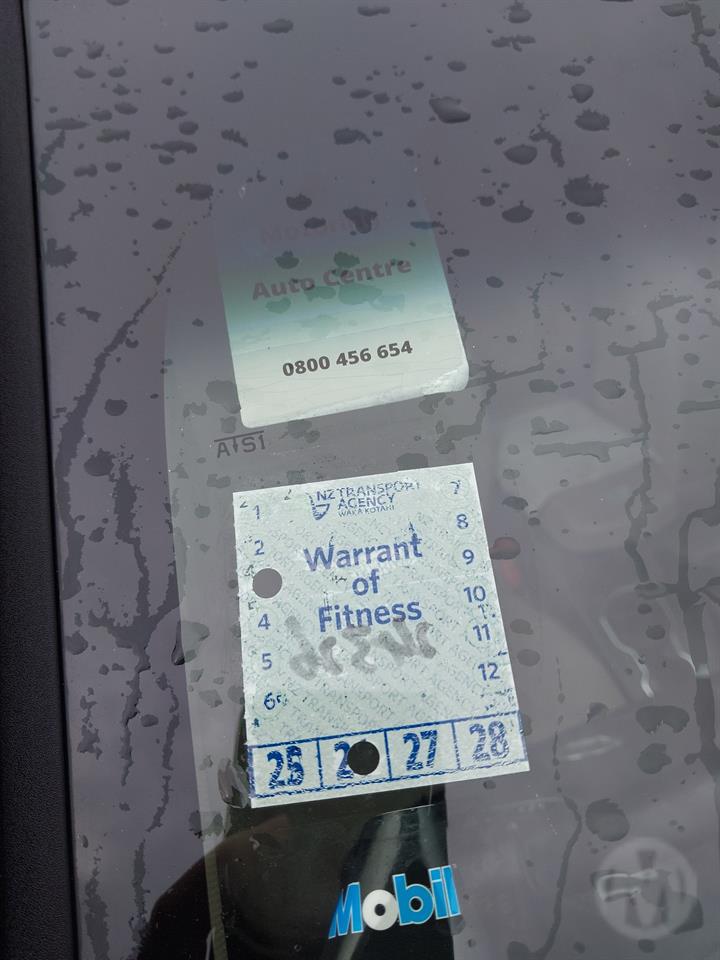 Auto Centre
0800 456 654
AS1
NZ TRANSPORT
AGENCY
WAKA KOTAHI
Warrant
of
Fitness
1
2
4
5
6
7
8
9
10
11
12
25 2 27 28
Mobil